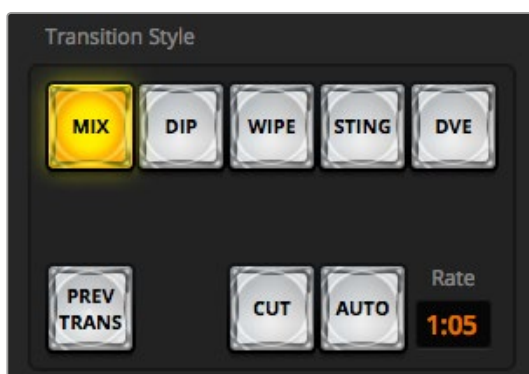 Transition Style
MIX DIP WIPE STING DVE
PREV
TRANS
CUT AUTO
Rate
1:05